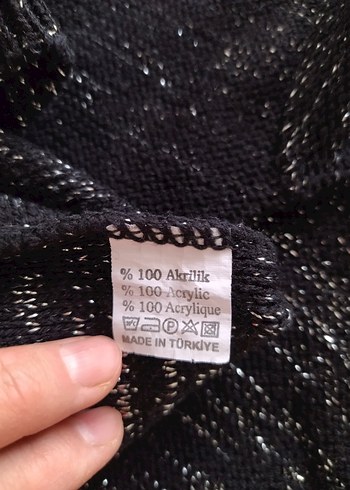 % 100 Akrilik
% 100 Acrylic
% 100 Acrylique
MADE IN TÜRKİYE